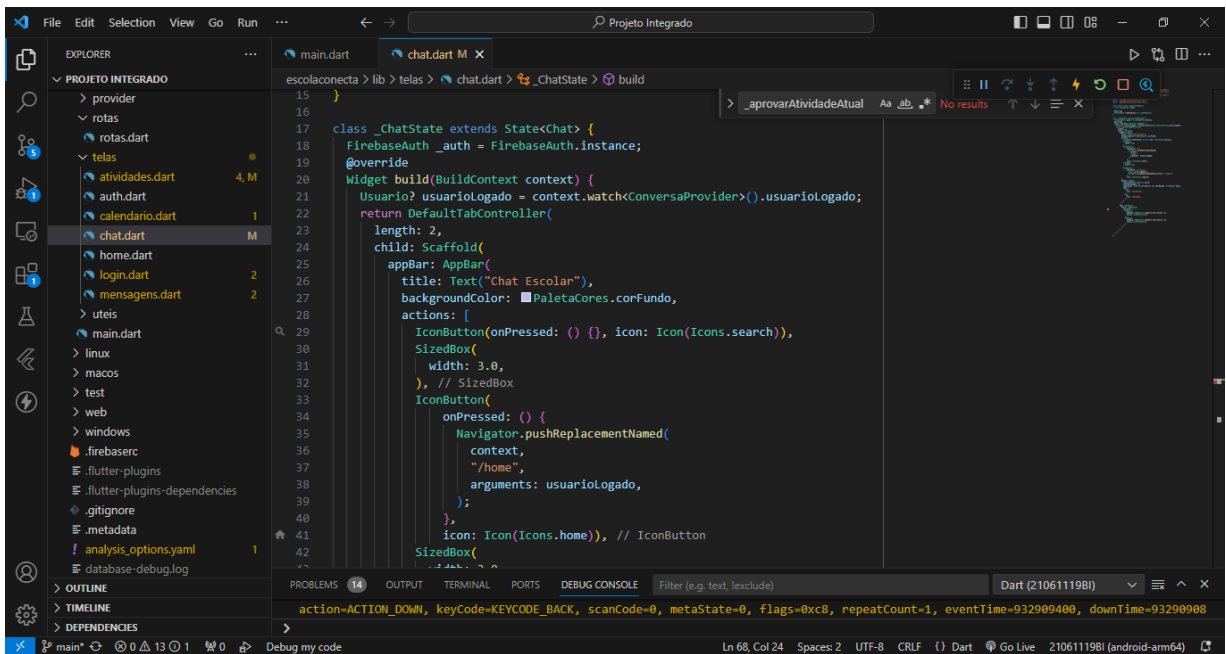 File Edit Selection View Go Run ··· Projeto Integrado
EXPLORER ···
PROJETO INTEGRADO
provider
rotas
rotas.dart
telas
atividades.dart 4, M
auth.dart
calendario.dart 1
chat.dart M
home.dart
login.dart 2
mensagens.dart 2
uteis
main.dart
linux
macos
test
web
windows
.firebaserc
.flutter-plugins
.flutter-plugins-dependencies
.gitignore
.metadata
! analysis_options.yaml 1
database-debug.log
OUTLINE
TIMELINE
DEPENDENCIES
5
1
1
main.dart chat.dart M
escolaconecta > lib > telas > chat.dart > _ChatState > build
_aprovarAtividadeAtual Aa ab .* No results
15 }
16
17 class _ChatState extends State<Chat> {
18 FirebaseAuth _auth = FirebaseAuth.instance;
19 @override
20 Widget build(BuildContext context) {
21 Usuario? usuarioLogado = context.watch<ConversaProvider>().usuarioLogado;
22 return DefaultTabController(
23 length: 2,
24 child: Scaffold(
25 appBar: AppBar(
26 title: Text("Chat Escolar"),
27 backgroundColor: PaletaCores.corFundo,
28 actions: [
29 IconButton(onPressed: () {}, icon: Icon(Icons.search)),
30 SizedBox(
31 width: 3.0,
32 ), // SizedBox
33 IconButton(
34 onPressed: () {
35 Navigator.pushReplacementNamed(
36 context,
37 "/home",
38 arguments: usuarioLogado,
39 );
40 },
41 icon: Icon(Icons.home)), // IconButton
42 SizedBox(
PROBLEMS 14 OUTPUT TERMINAL PORTS DEBUG CONSOLE Filter (e.g. text, !exclude) Dart (21061119BI)
action=ACTION_DOWN, keyCode=KEYCODE_BACK, scanCode=0, metaState=0, flags=0xc8, repeatCount=1, eventTime=932909400, downTime=93290908
>
main* 0 13 1 0 Debug my code Ln 68, Col 24 Spaces: 2 UTF-8 CRLF {} Dart Go Live 21061119BI (android-arm64)